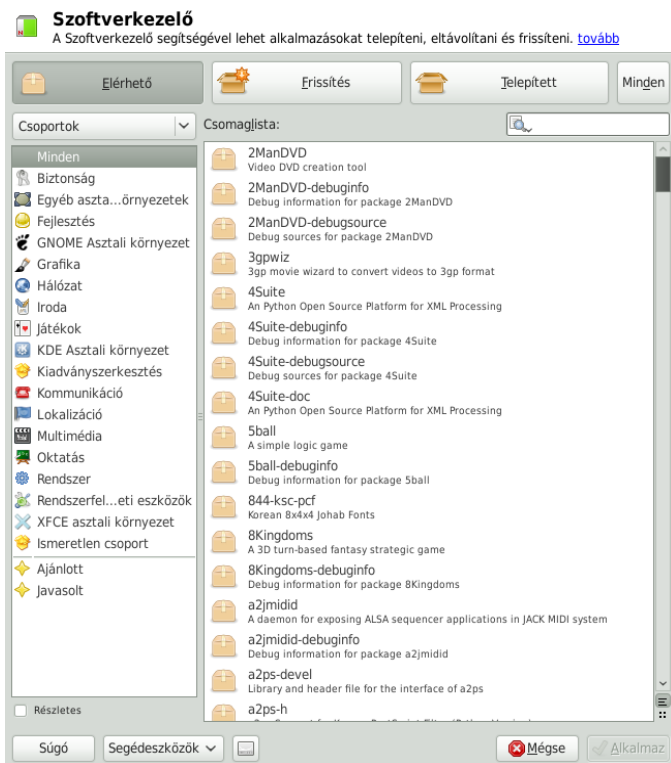 Szoftverkezelő
A Szoftverkezelő segítségével lehet alkalmazásokat telepíteni, eltávolítani és frissíteni. tovább
Elérhető
Frissítés
Telepített
Minden
Csoportok
Csomaglista:
Minden
Biztonság
Egyéb aszta...örnyezetek
Fejlesztés
GNOME Asztali környezet
Grafika
Hálózat
Iroda
Játékok
KDE Asztali környezet
Kiadványszerkesztés
Kommunikáció
Lokalizáció
Multimédia
Oktatás
Rendszer
Rendszerfel...eti eszközök
XFCE asztali környezet
Ismeretlen csoport
Ajánlott
Javasolt
Részletes
2ManDVD
Video DVD creation tool
2ManDVD-debuginfo
Debug information for package 2ManDVD
2ManDVD-debugsource
Debug sources for package 2ManDVD
3gpwiz
3gp movie wizard to convert videos to 3gp format
4Suite
An Python Open Source Platform for XML Processing
4Suite-debuginfo
Debug information for package 4Suite
4Suite-debugsource
Debug sources for package 4Suite
4Suite-doc
An Python Open Source Platform for XML Processing
5ball
A simple logic game
5ball-debuginfo
Debug information for package 5ball
844-ksc-pcf
Korean 8x4x4 Johab Fonts
8Kingdoms
A 3D turn-based fantasy strategic game
8Kingdoms-debuginfo
Debug information for package 8Kingdoms
a2jmidid
A daemon for exposing ALSA sequencer applications in JACK MIDI system
a2jmidid-debuginfo
Debug information for package a2jmidid
a2ps-devel
Library and header file for the interface of a2ps
a2ps-h
Súgó
Segédeszközök
Mégse
Alkalmaz